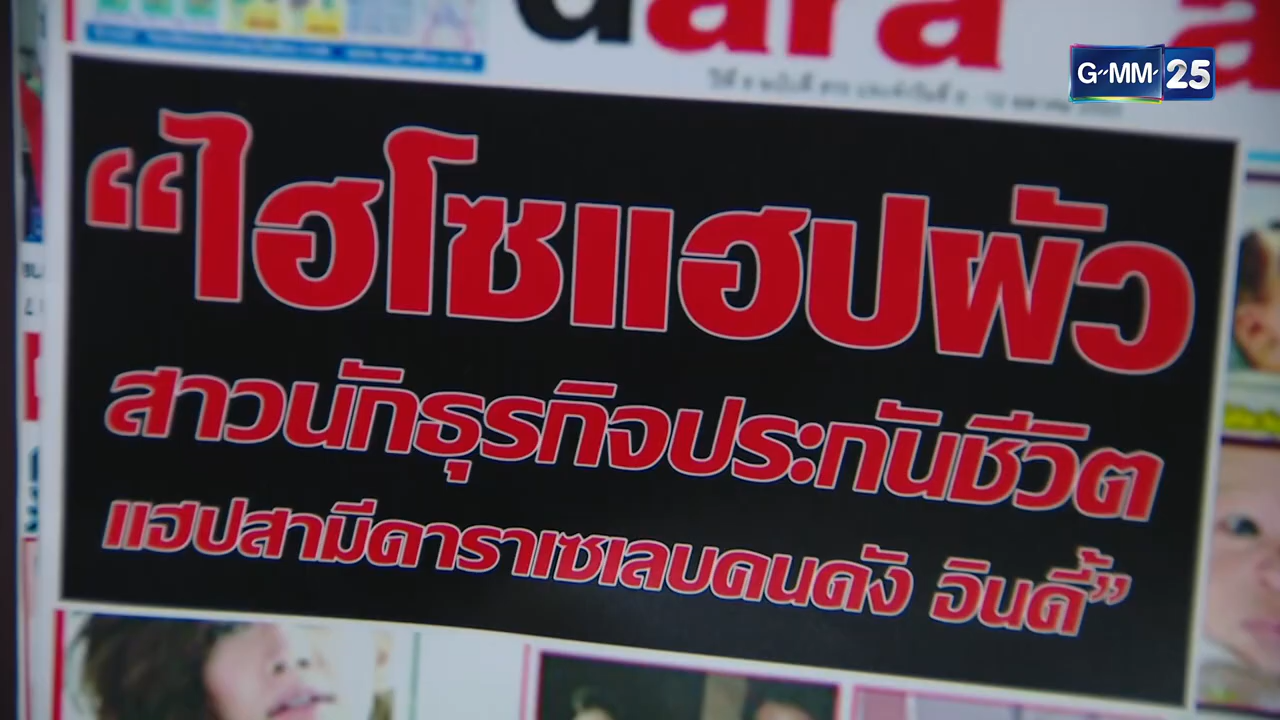 dara
GMM 25
“ไฮโซแฮปผัว
สาวนักธุรกิจประกันชีวิต
แฮปสามีดาราเซเลบคนดัง อินดี้”